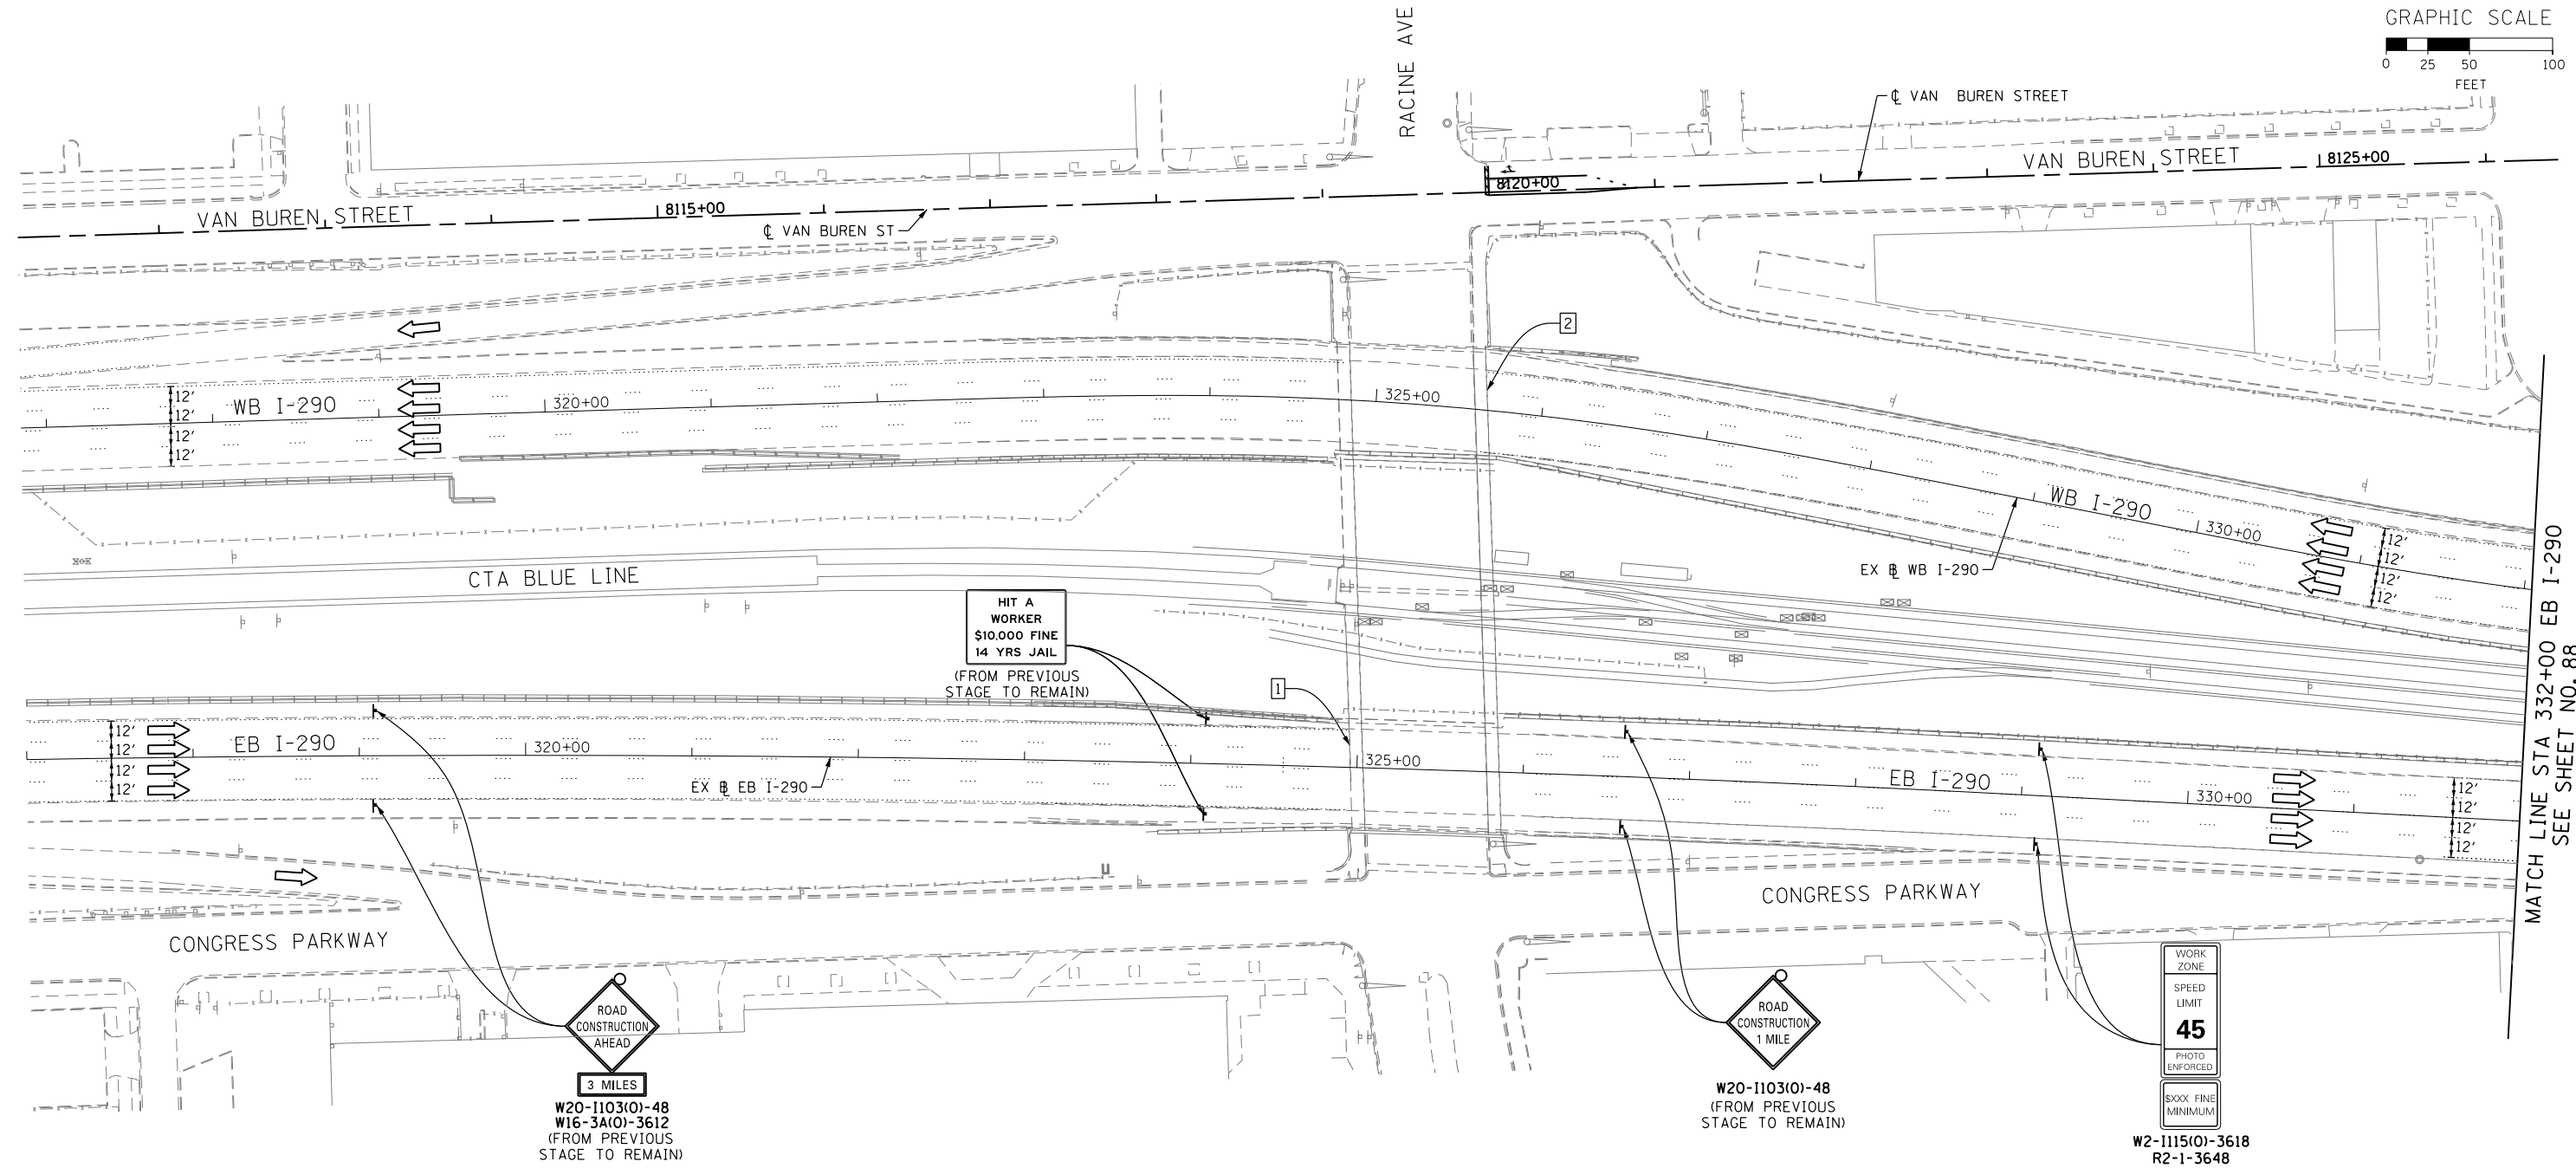 GRAPHIC SCALE
0 25 50 100
FEET
RACINE AVE
℄ VAN BUREN STREET
VAN BUREN STREET
8125+00
8120+00
VAN BUREN STREET
8115+00
℄ VAN BUREN ST
2
12'
12'
12'
12'
WB I-290
320+00
325+00
WB I-290
330+00
EX ℄ WB I-290
12'
12'
12'
12'
CTA BLUE LINE
HIT A
WORKER
$10,000 FINE
14 YRS JAIL
(FROM PREVIOUS
STAGE TO REMAIN)
1
12'
12'
12'
12'
EB I-290
320+00
EX ℄ EB I-290
325+00
EB I-290
330+00
12'
12'
12'
12'
MATCH LINE STA 332+00 EB I-290
SEE SHEET NO. 88
CONGRESS PARKWAY
CONGRESS PARKWAY
ROAD
CONSTRUCTION
AHEAD
3 MILES
W20-I103(O)-48
W16-3A(O)-3612
(FROM PREVIOUS
STAGE TO REMAIN)
ROAD
CONSTRUCTION
1 MILE
W20-I103(O)-48
(FROM PREVIOUS
STAGE TO REMAIN)
WORK
ZONE
SPEED
LIMIT
45
PHOTO
ENFORCED
$XXX FINE
MINIMUM
W2-I115(O)-3618
R2-1-3648